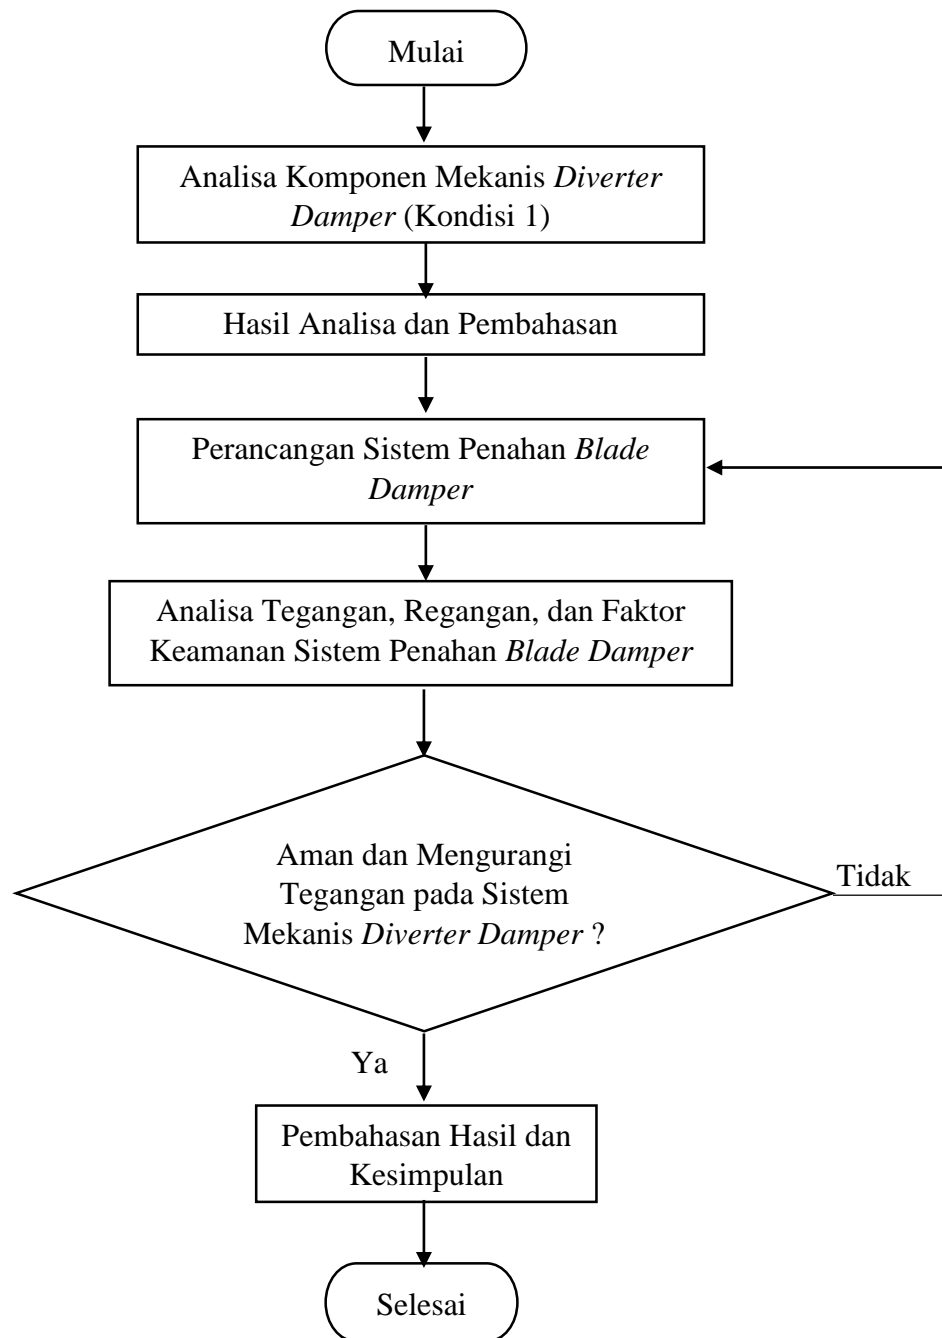 Mulai
Analisa Komponen Mekanis Diverter
Damper (Kondisi 1)
Hasil Analisa dan Pembahasan
Perancangan Sistem Penahan Blade
Damper
Analisa Tegangan, Regangan, dan Faktor
Keamanan Sistem Penahan Blade Damper
Aman dan Mengurangi
Tegangan pada Sistem
Mekanis Diverter Damper ?
Tidak
Ya
Pembahasan Hasil dan
Kesimpulan
Selesai